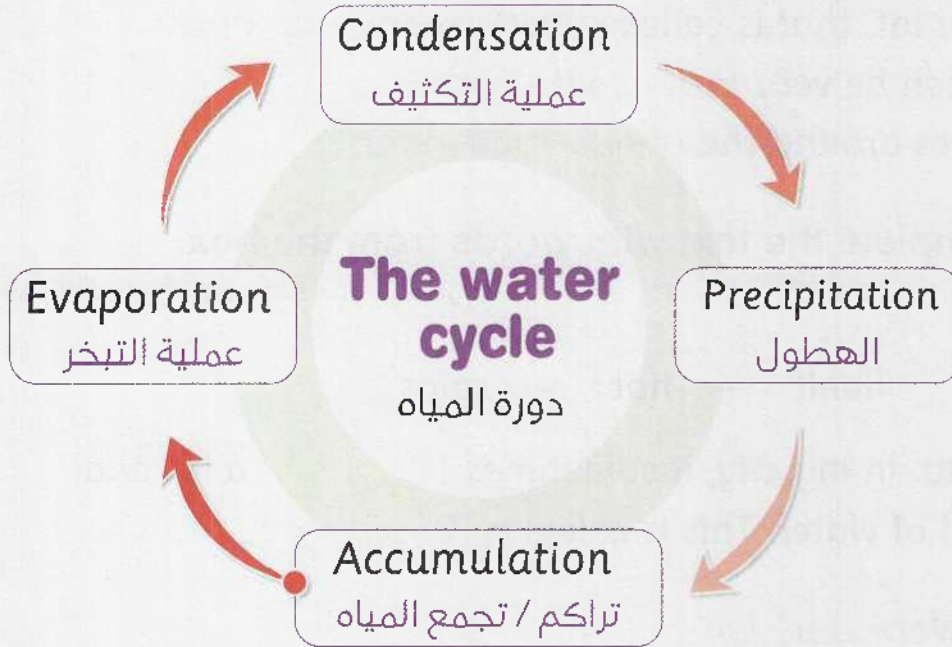 Condensation
عملية التكثيف
Evaporation
عملية التبخر
The water
cycle
دورة المياه
Precipitation
الهطول
Accumulation
تراكم / تجمع المياه